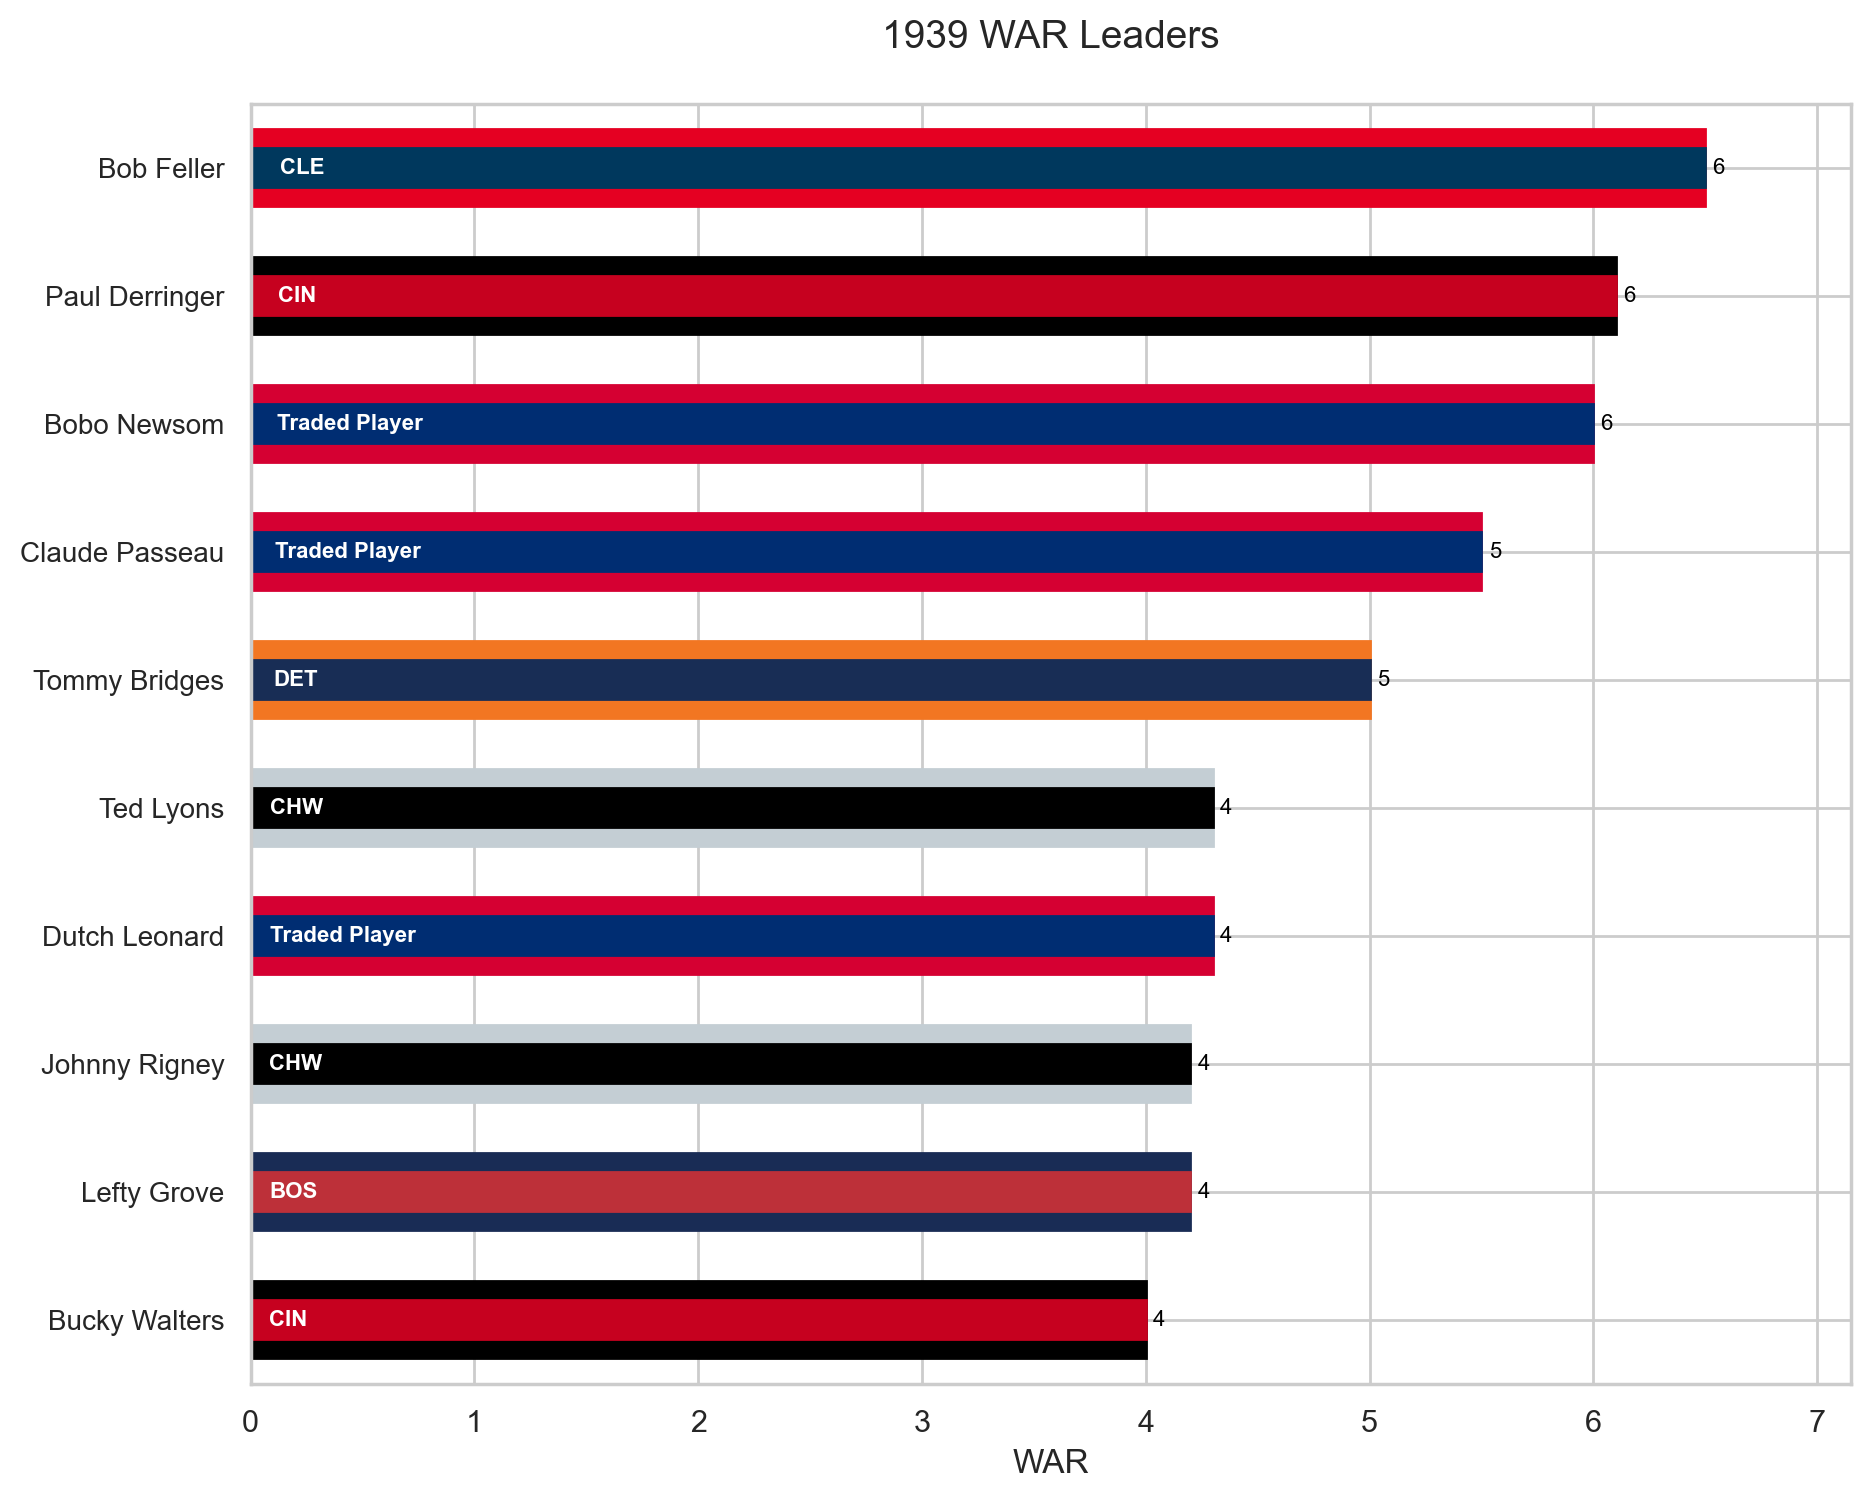 1939 WAR Leaders
Bob Feller
CLE
6
Paul Derringer
CIN
6
Bobo Newsom
Traded Player
6
Claude Passeau
Traded Player
5
Tommy Bridges
DET
5
Ted Lyons
CHW
4
Dutch Leonard
Traded Player
4
Johnny Rigney
CHW
4
Lefty Grove
BOS
4
Bucky Walters
CIN
4
0 1 2 3 4 5 6 7
WAR